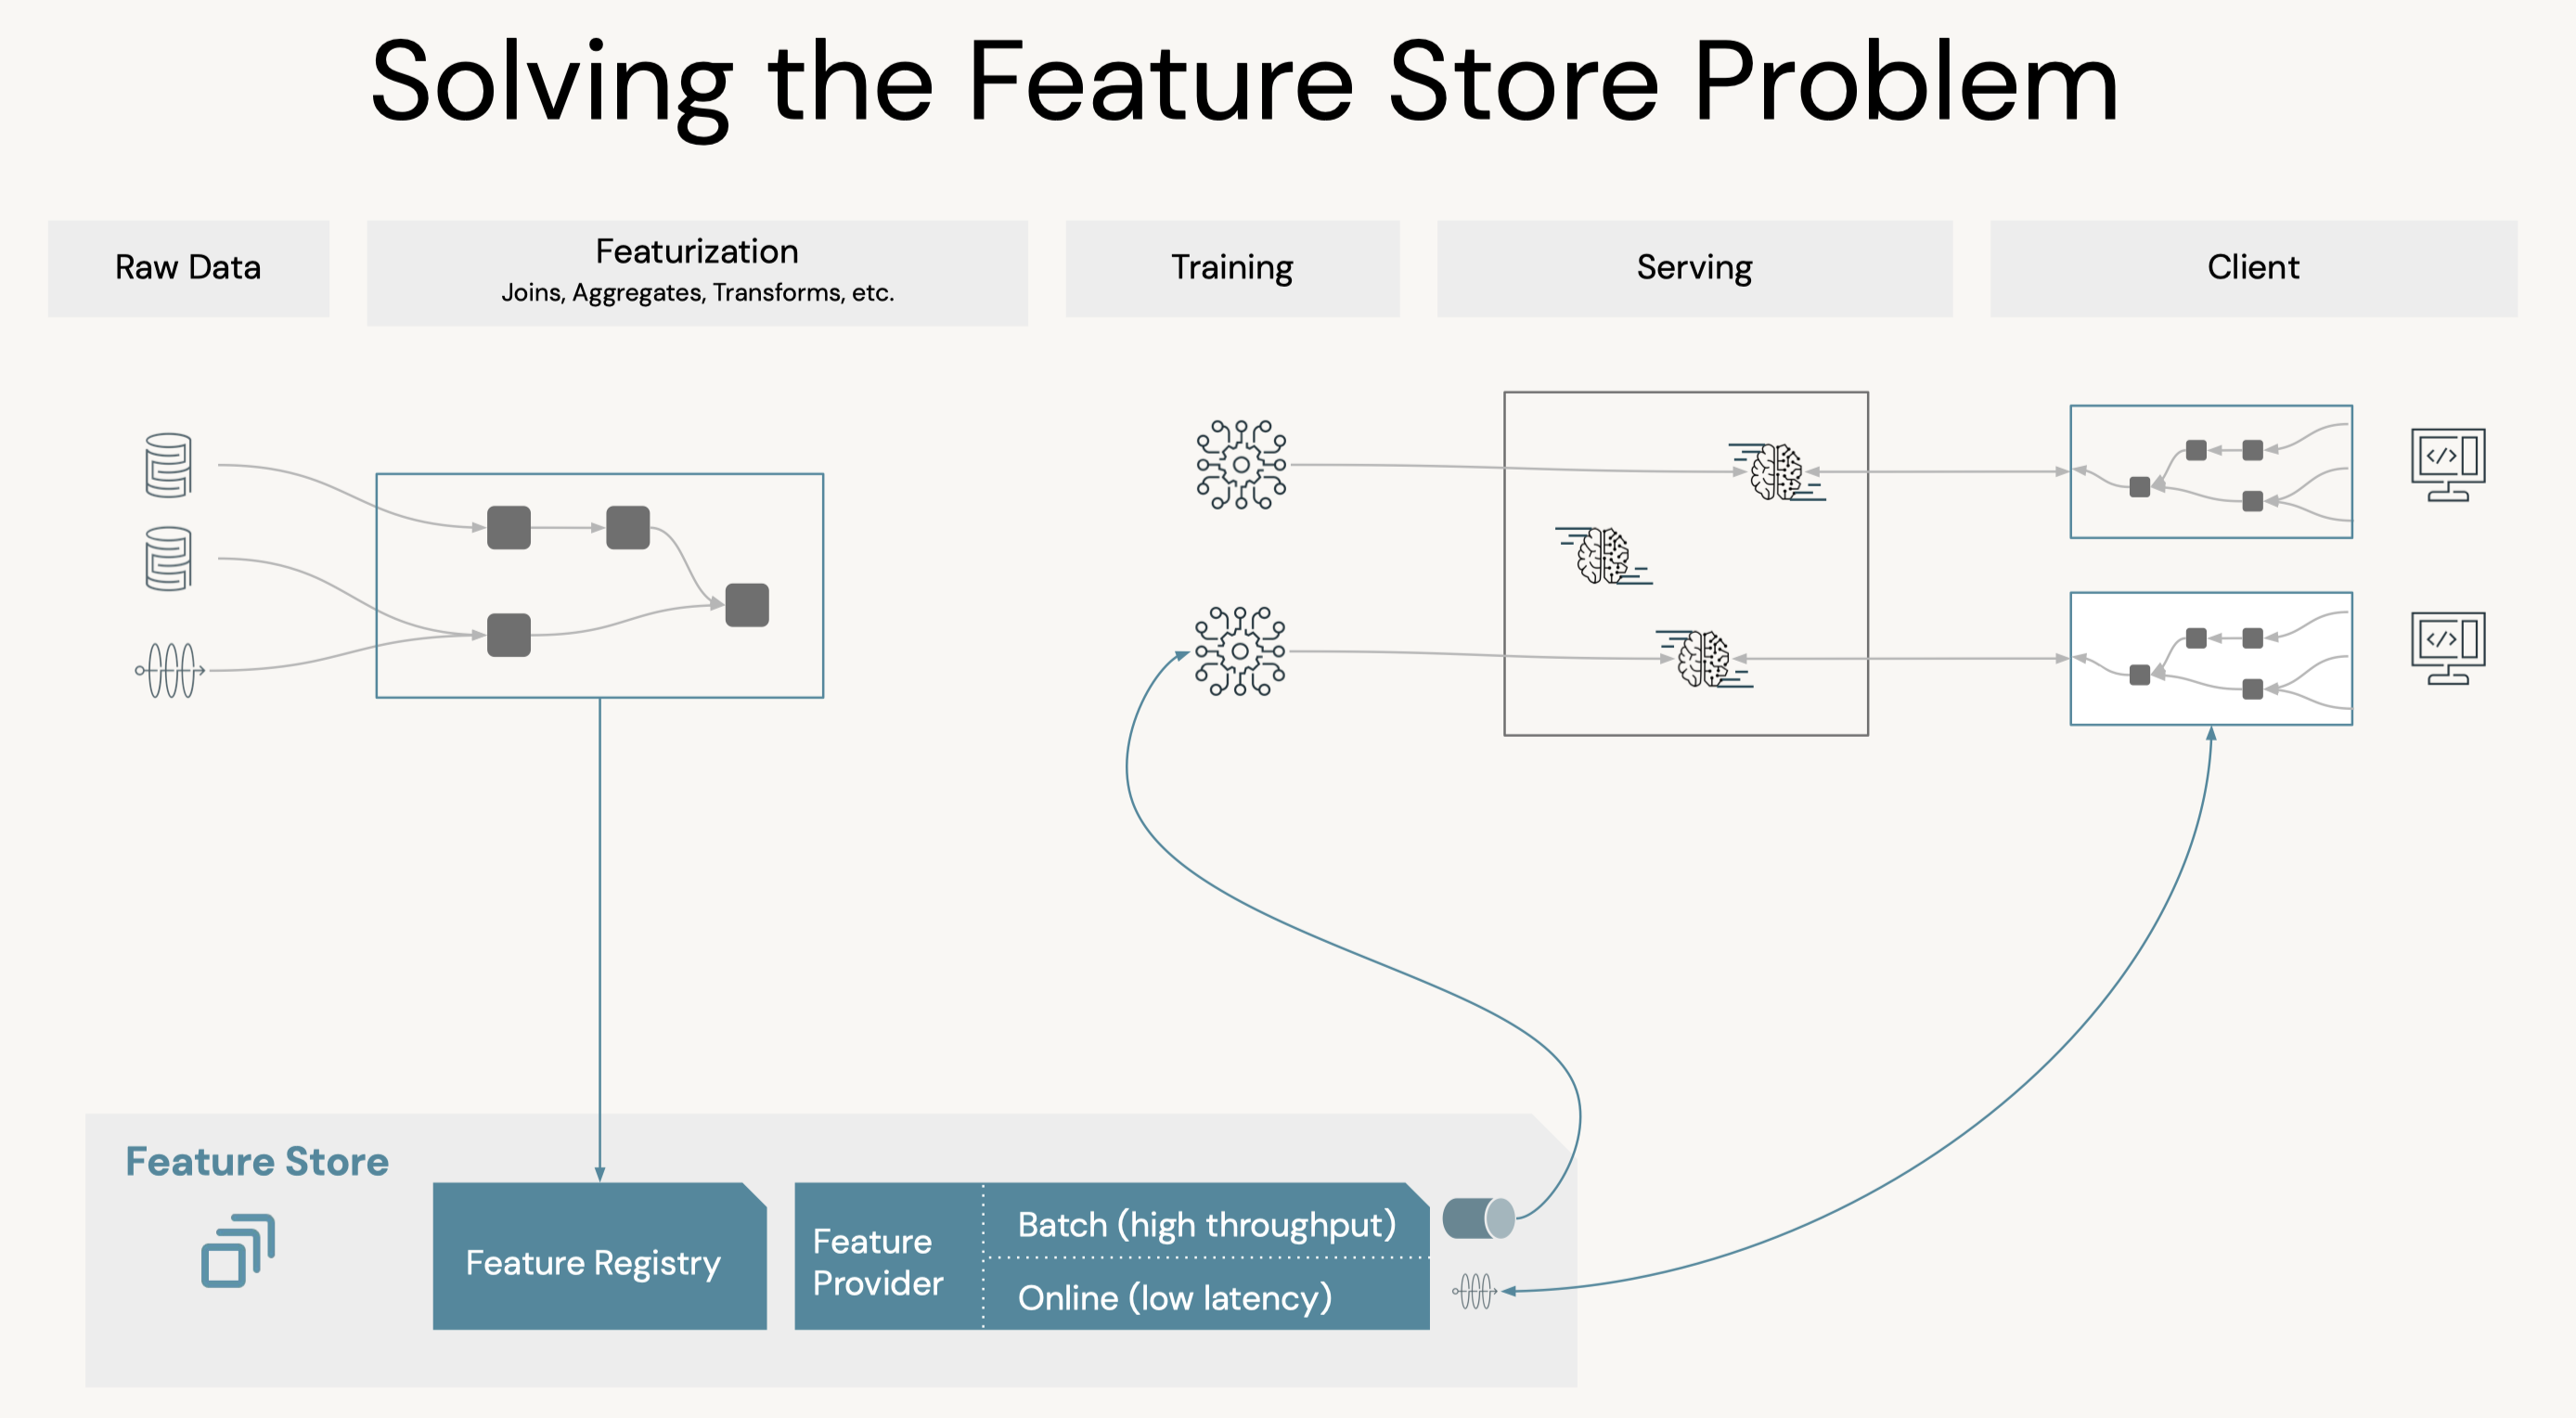 Solving the Feature Store Problem
Raw Data
Featurization
Joins, Aggregates, Transforms, etc.
Training
Serving
Client
</>
</>
Feature Store
Feature Registry
Feature
Provider
Batch (high throughput)
Online (low latency)